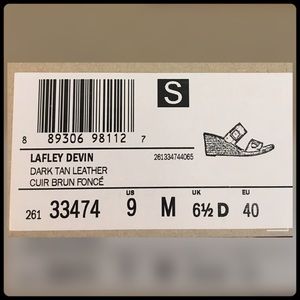 S
8 89306 98112 7
LAFLEY DEVIN
261334744065
DARK TAN LEATHER
CUIR BRUN FONCÉ
US UK EU
261 33474 9 M 6½ D 40